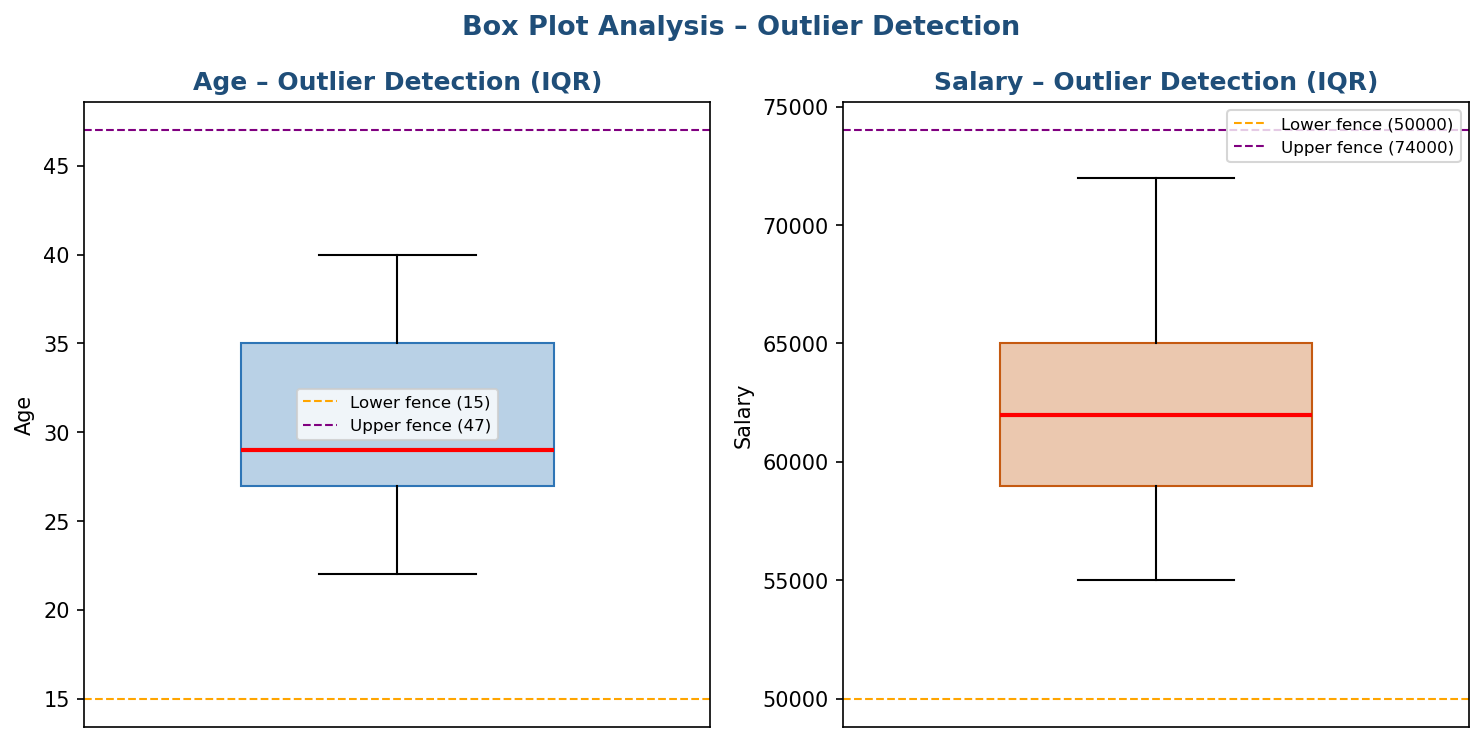 Box Plot Analysis – Outlier Detection
Age – Outlier Detection (IQR)
45
40
35
30
25
20
15
Age
Lower fence (15)
Upper fence (47)
Salary – Outlier Detection (IQR)
75000
70000
65000
60000
55000
50000
Salary
Lower fence (50000)
Upper fence (74000)